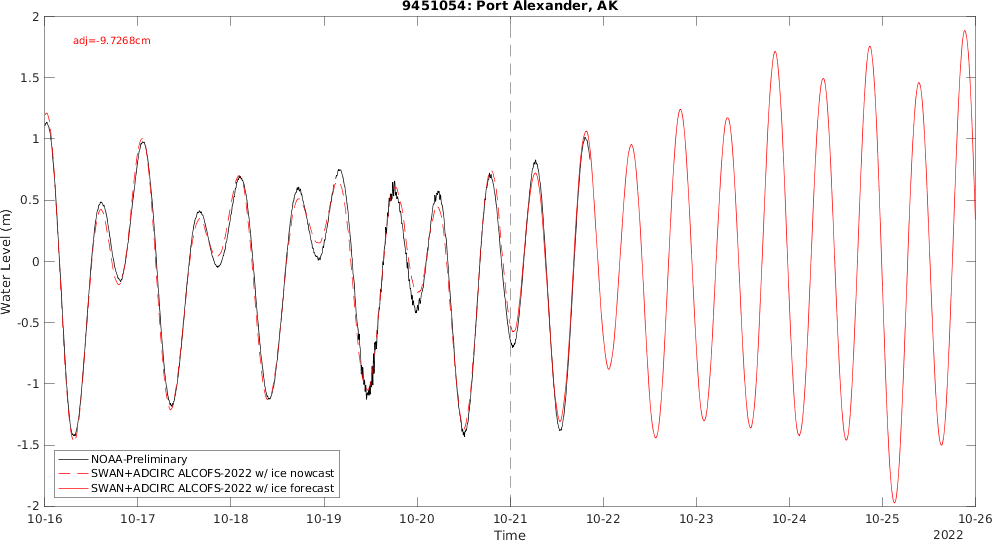 9451054: Port Alexander, AK
adj=-9.7268cm
Water Level (m)
2
1.5
1
0.5
0
-0.5
-1
-1.5
-2
NOAA-Preliminary
SWAN+ADCIRC ALCOFS-2022 w/ ice nowcast
SWAN+ADCIRC ALCOFS-2022 w/ ice forecast
10-16 10-17 10-18 10-19 10-20 10-21 10-22 10-23 10-24 10-25 10-26
Time
2022